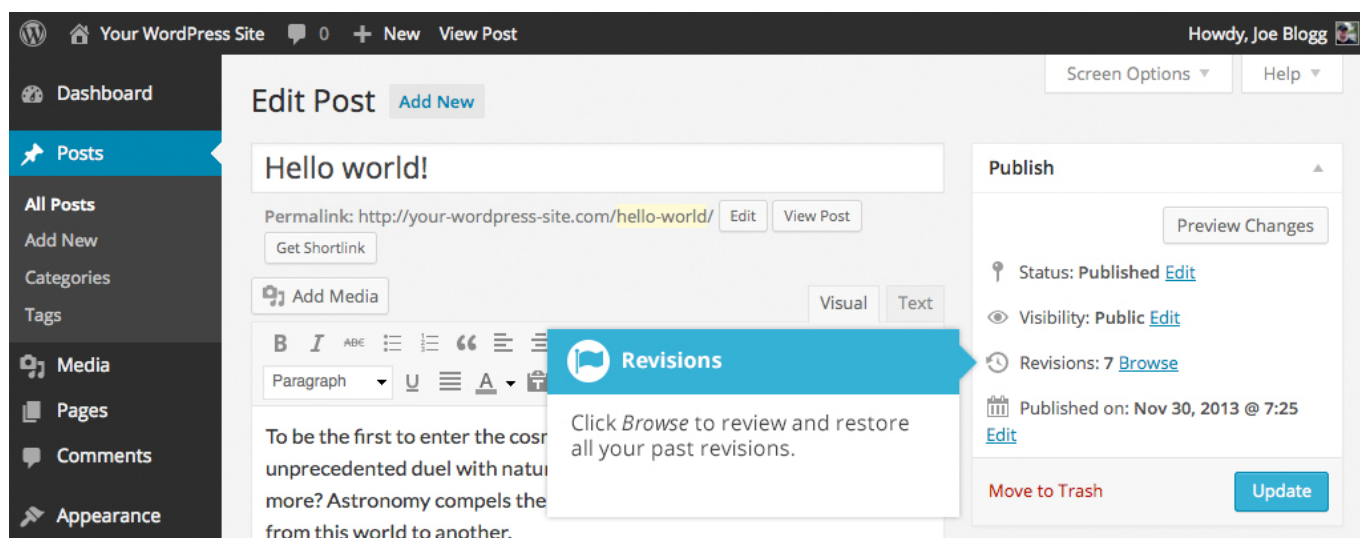 Your WordPress Site 0 + New View Post Howdy, Joe Blogg
Screen Options Help
Dashboard
Posts
All Posts
Add New
Categories
Tags
Media
Pages
Comments
Appearance
Edit Post Add New
Hello world!
Permalink: http://your-wordpress-site.com/hello-world/ Edit View Post
Get Shortlink
Add Media
Visual Text
B I ABC
Paragraph U A T
To be the first to enter the cosm
unprecedented duel with natu
more? Astronomy compels the
from this world to another.
Revisions
Click Browse to review and restore
all your past revisions.
Publish
Preview Changes
Status: Published Edit
Visibility: Public Edit
Revisions: 7 Browse
Published on: Nov 30, 2013 @ 7:25
Edit
Move to Trash Update